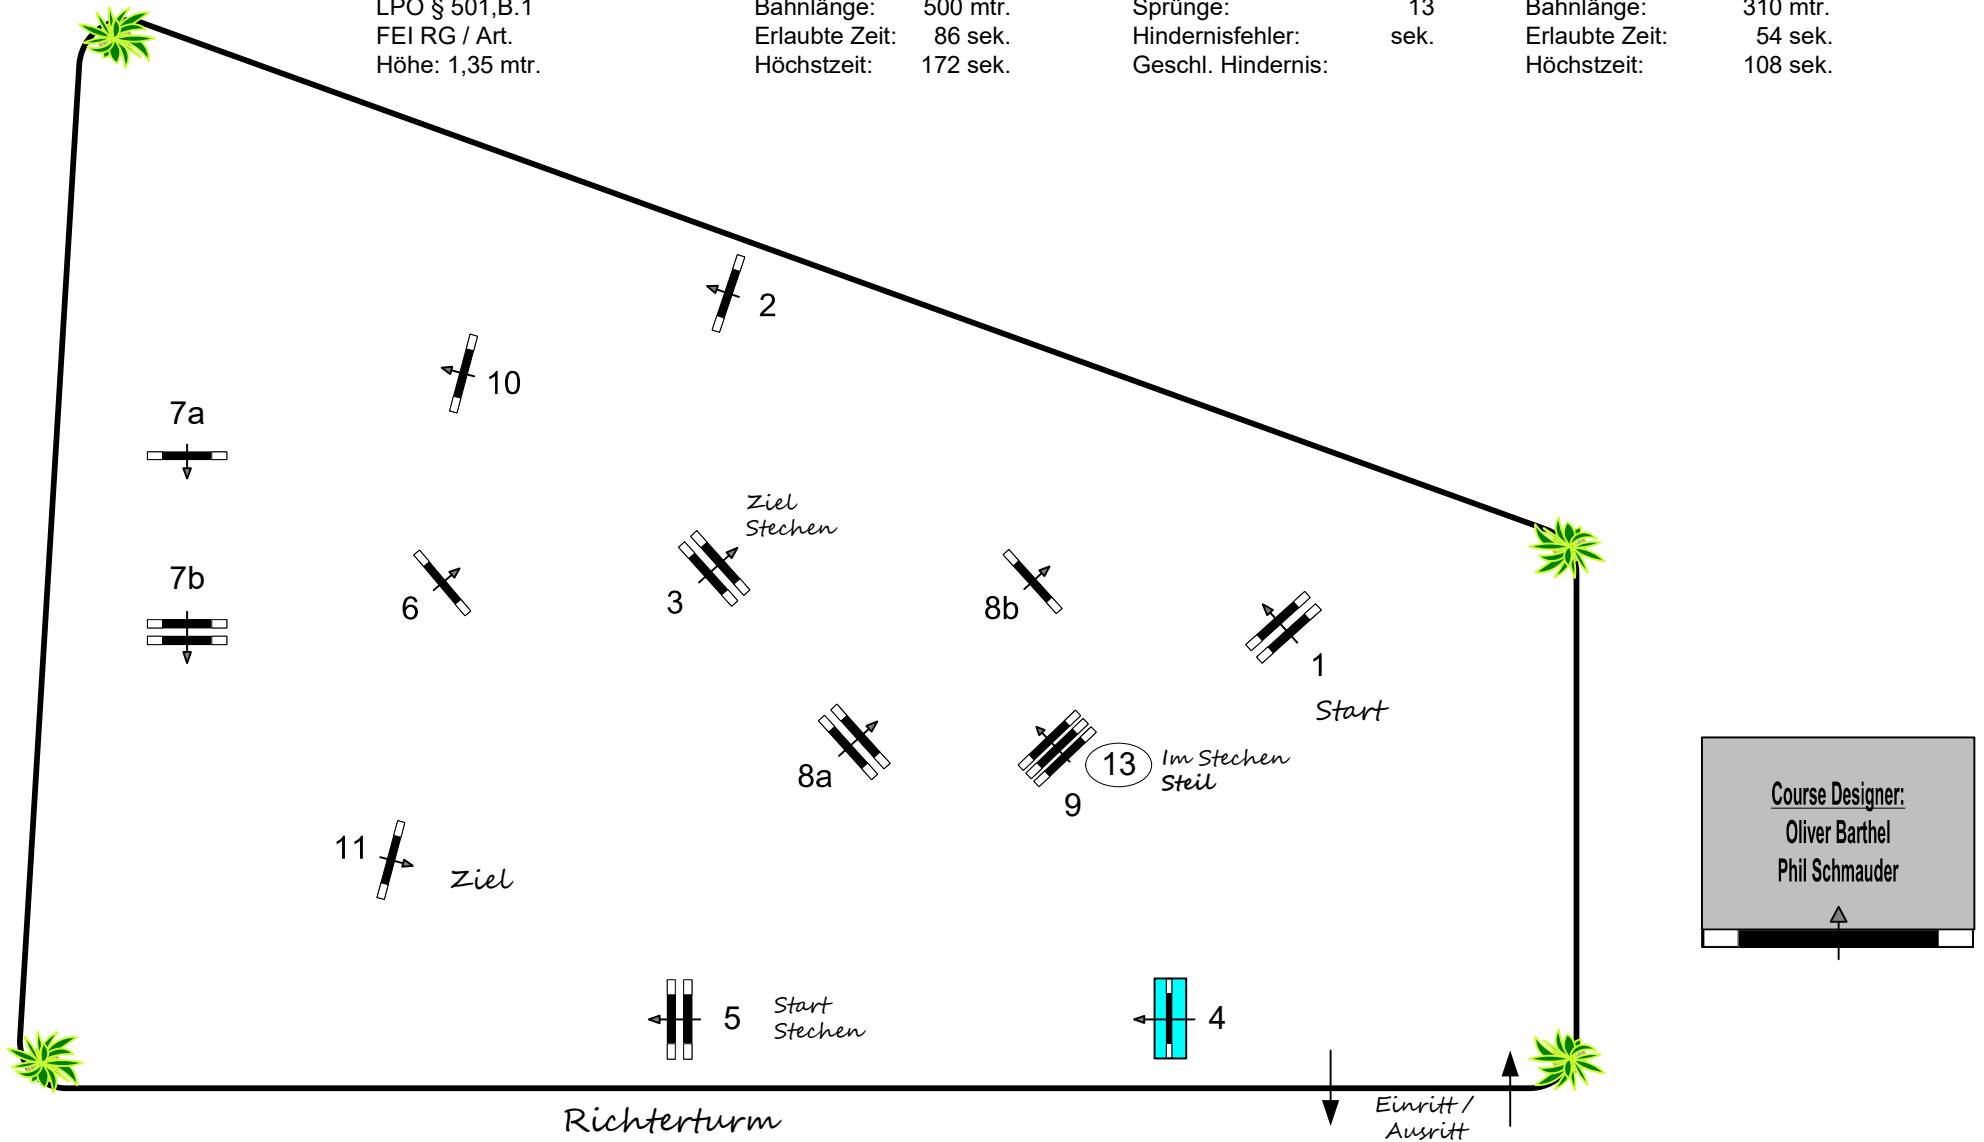 LPO § 501,B.1 Bahnlänge: 500 mtr. Sprünge: 13 Bahnlänge: 310 mtr.
FEI RG / Art. Erlaubte Zeit: 86 sek. Hindernisfehler: sek. Erlaubte Zeit: 54 sek.
Höhe: 1,35 mtr. Höchstzeit: 172 sek. Geschl. Hindernis: Höchstzeit: 108 sek.
2
10
7a
Ziel
Stechen
7b
6
3
8b
1
Start
13
Im Stechen
Steil
8a
9
11
Ziel
Course Designer:
Oliver Barthel
Phil Schmauder
5
Start
Stechen
4
Richterturm
Einritt /
Ausritt